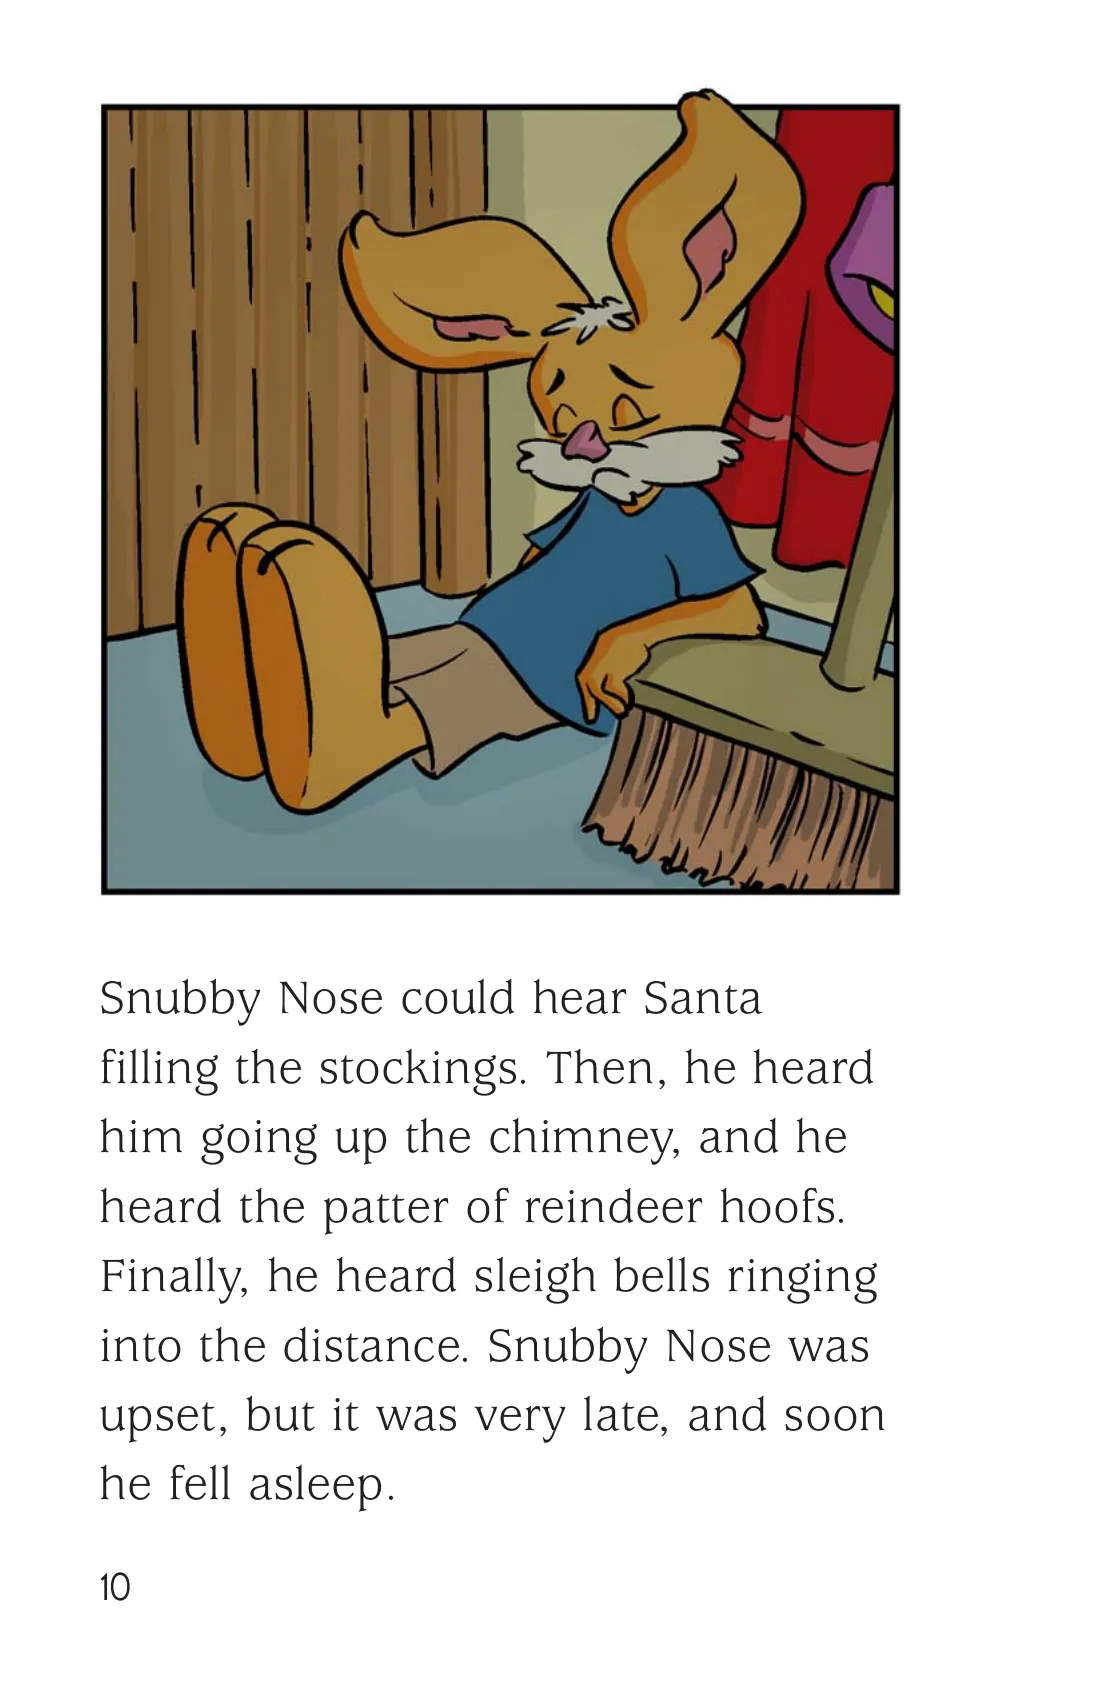 Snubby Nose could hear Santa
filling the stockings. Then, he heard
him going up the chimney, and he
heard the patter of reindeer hoofs.
Finally, he heard sleigh bells ringing
into the distance. Snubby Nose was
upset, but it was very late, and soon
he fell asleep.
10